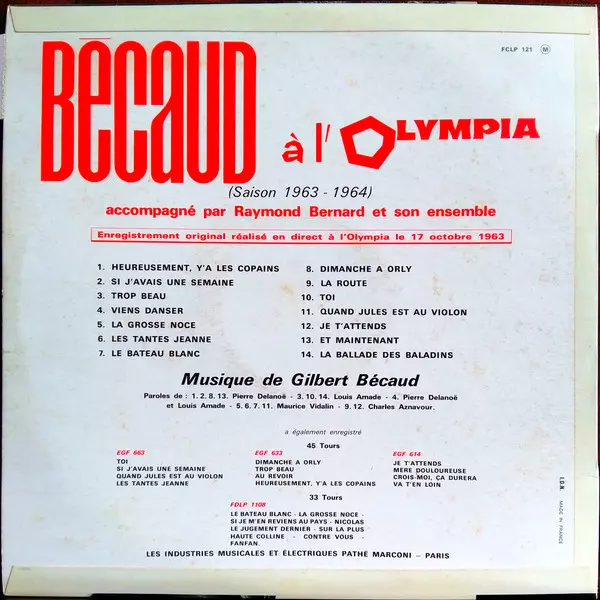 FCLP 121 M
BÉCAUD
à l'OLYMPIA
(Saison 1963 - 1964)
accompagné par Raymond Bernard et son ensemble
Enregistrement original réalisé en direct à l'Olympia le 17 octobre 1963
1. HEUREUSEMENT, Y'A LES COPAINS
2. SI J'AVAIS UNE SEMAINE
3. TROP BEAU
4. VIENS DANSER
5. LA GROSSE NOCE
6. LES TANTES JEANNE
7. LE BATEAU BLANC
8. DIMANCHE A ORLY
9. LA ROUTE
10. TOI
11. QUAND JULES EST AU VIOLON
12. JE T'ATTENDS
13. ET MAINTENANT
14. LA BALLADE DES BALADINS
Musique de Gilbert Bécaud
Paroles de : 1. 2. 8. 13. Pierre Delanoë - 3. 10. 14. Louis Amade - 4. Pierre Delanoë
et Louis Amade - 5. 6. 7. 11. Maurice Vidalin - 9. 12. Charles Aznavour.
a également enregistré
45 Tours
EGF 663
TOI
SI J'AVAIS UNE SEMAINE
QUAND JULES EST AU VIOLON
LES TANTES JEANNE
EGF 633
DIMANCHE A ORLY
TROP BEAU
AU REVOIR
HEUREUSEMENT, Y'A LES COPAINS
EGF 614
JE T'ATTENDS
MÈRE DOULOUREUSE
CROIS-MOI, ÇA DURERA
VA T'EN LOIN
33 Tours
FDLP 1108
LE BATEAU BLANC - LA GROSSE NOCE -
SI JE M'EN REVIENS AU PAYS - NICOLAS
LE JUGEMENT DERNIER - SUR LA PLUS
HAUTE COLLINE - CONTRE VOUS -
FANFAN.
LES INDUSTRIES MUSICALES ET ÉLECTRIQUES PATHÉ MARCONI – PARIS
MADE IN FRANCE